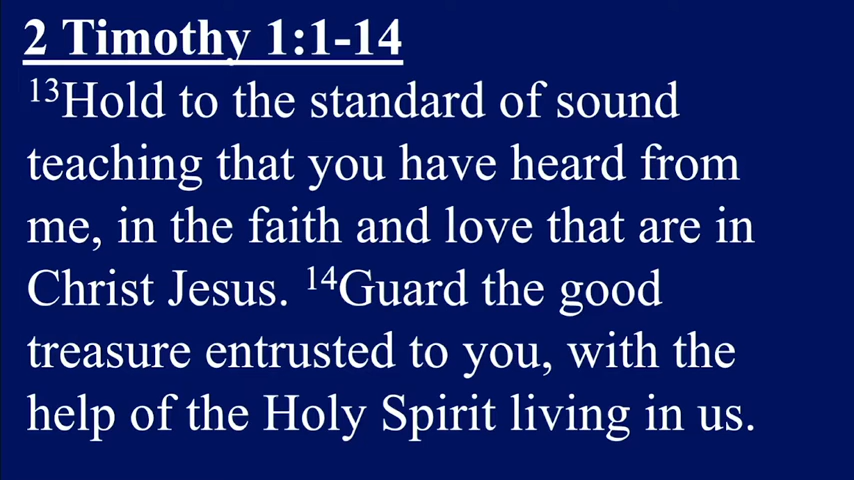 2 Timothy 1:1-14
¹³Hold to the standard of sound
teaching that you have heard from
me, in the faith and love that are in
Christ Jesus. ¹⁴Guard the good
treasure entrusted to you, with the
help of the Holy Spirit living in us.